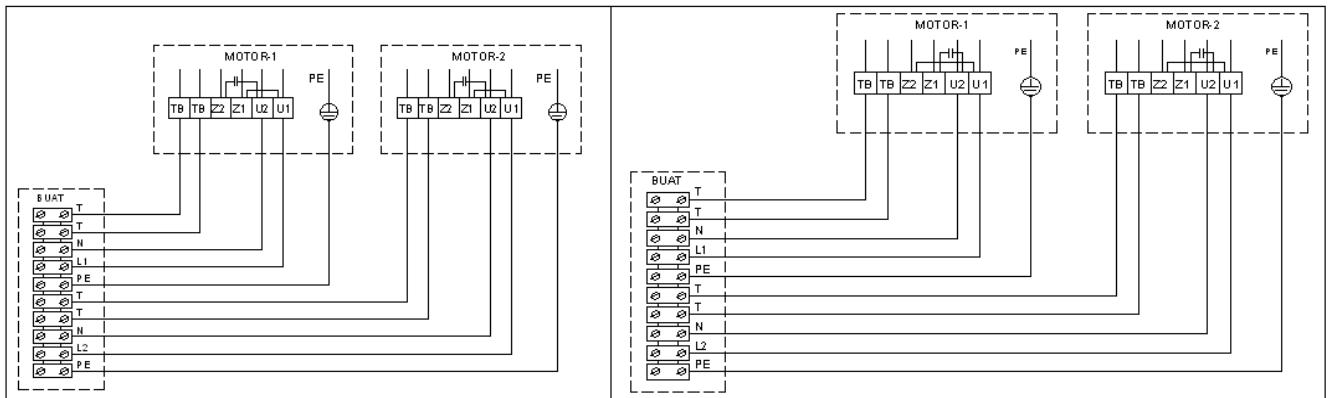 MOTOR-1
PE
TB TB Z2 Z1 U2 U1
MOTOR-2
PE
TB TB Z2 Z1 U2 U1
BUAT
T
T
N
L1
PE
T
T
N
L2
PE
MOTOR-1
PE
TB TB Z2 Z1 U2 U1
MOTOR-2
PE
TB TB Z2 Z1 U2 U1
BUAT
T
T
N
L1
PE
T
T
N
L2
PE